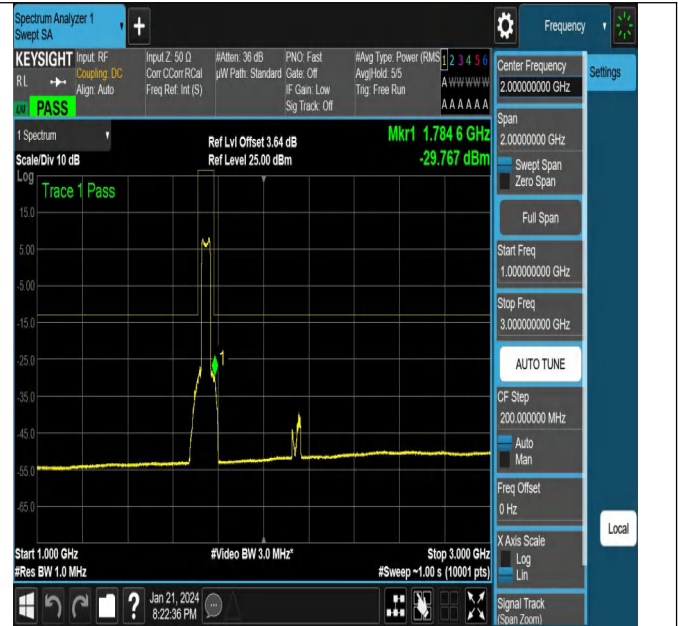 Spectrum Analyzer 1
Swept SA
+
Frequency
KEYSIGHT
RL
Input: RF
Coupling: DC
Align: Auto
Input Z: 50 Ω
Corr CCorr RCal
Freq Ref: Int (S)
#Atten: 36 dB
µW Path: Standard
PNO: Fast
Gate: Off
IF Gain: Low
Sig Track: Off
#Avg Type: Power (RMS
Avg|Hold: 5/5
Trig: Free Run
1 2 3 4 5 6
A W W W W W
A A A A A A
LXI
PASS
1 Spectrum
Scale/Div 10 dB
Ref Lvl Offset 3.64 dB
Ref Level 25.00 dBm
Mkr1 1.784 6 GHz
-29.767 dBm
Log
Trace 1 Pass
15.0
5.00
-5.00
-15.0
-25.0
-35.0
-45.0
-55.0
-65.0
1
Start 1.000 GHz
#Res BW 1.0 MHz
#Video BW 3.0 MHz*
Stop 3.000 GHz
#Sweep ~1.00 s (10001 pts)
Center Frequency
2.000000000 GHz
Settings
Span
2.00000000 GHz
Swept Span
Zero Span
Full Span
Start Freq
1.000000000 GHz
Stop Freq
3.000000000 GHz
AUTO TUNE
CF Step
200.000000 MHz
Auto
Man
Freq Offset
0 Hz
Local
X Axis Scale
Log
Lin
Signal Track
(Span Zoom)
?
Jan 21, 2024
8:22:36 PM